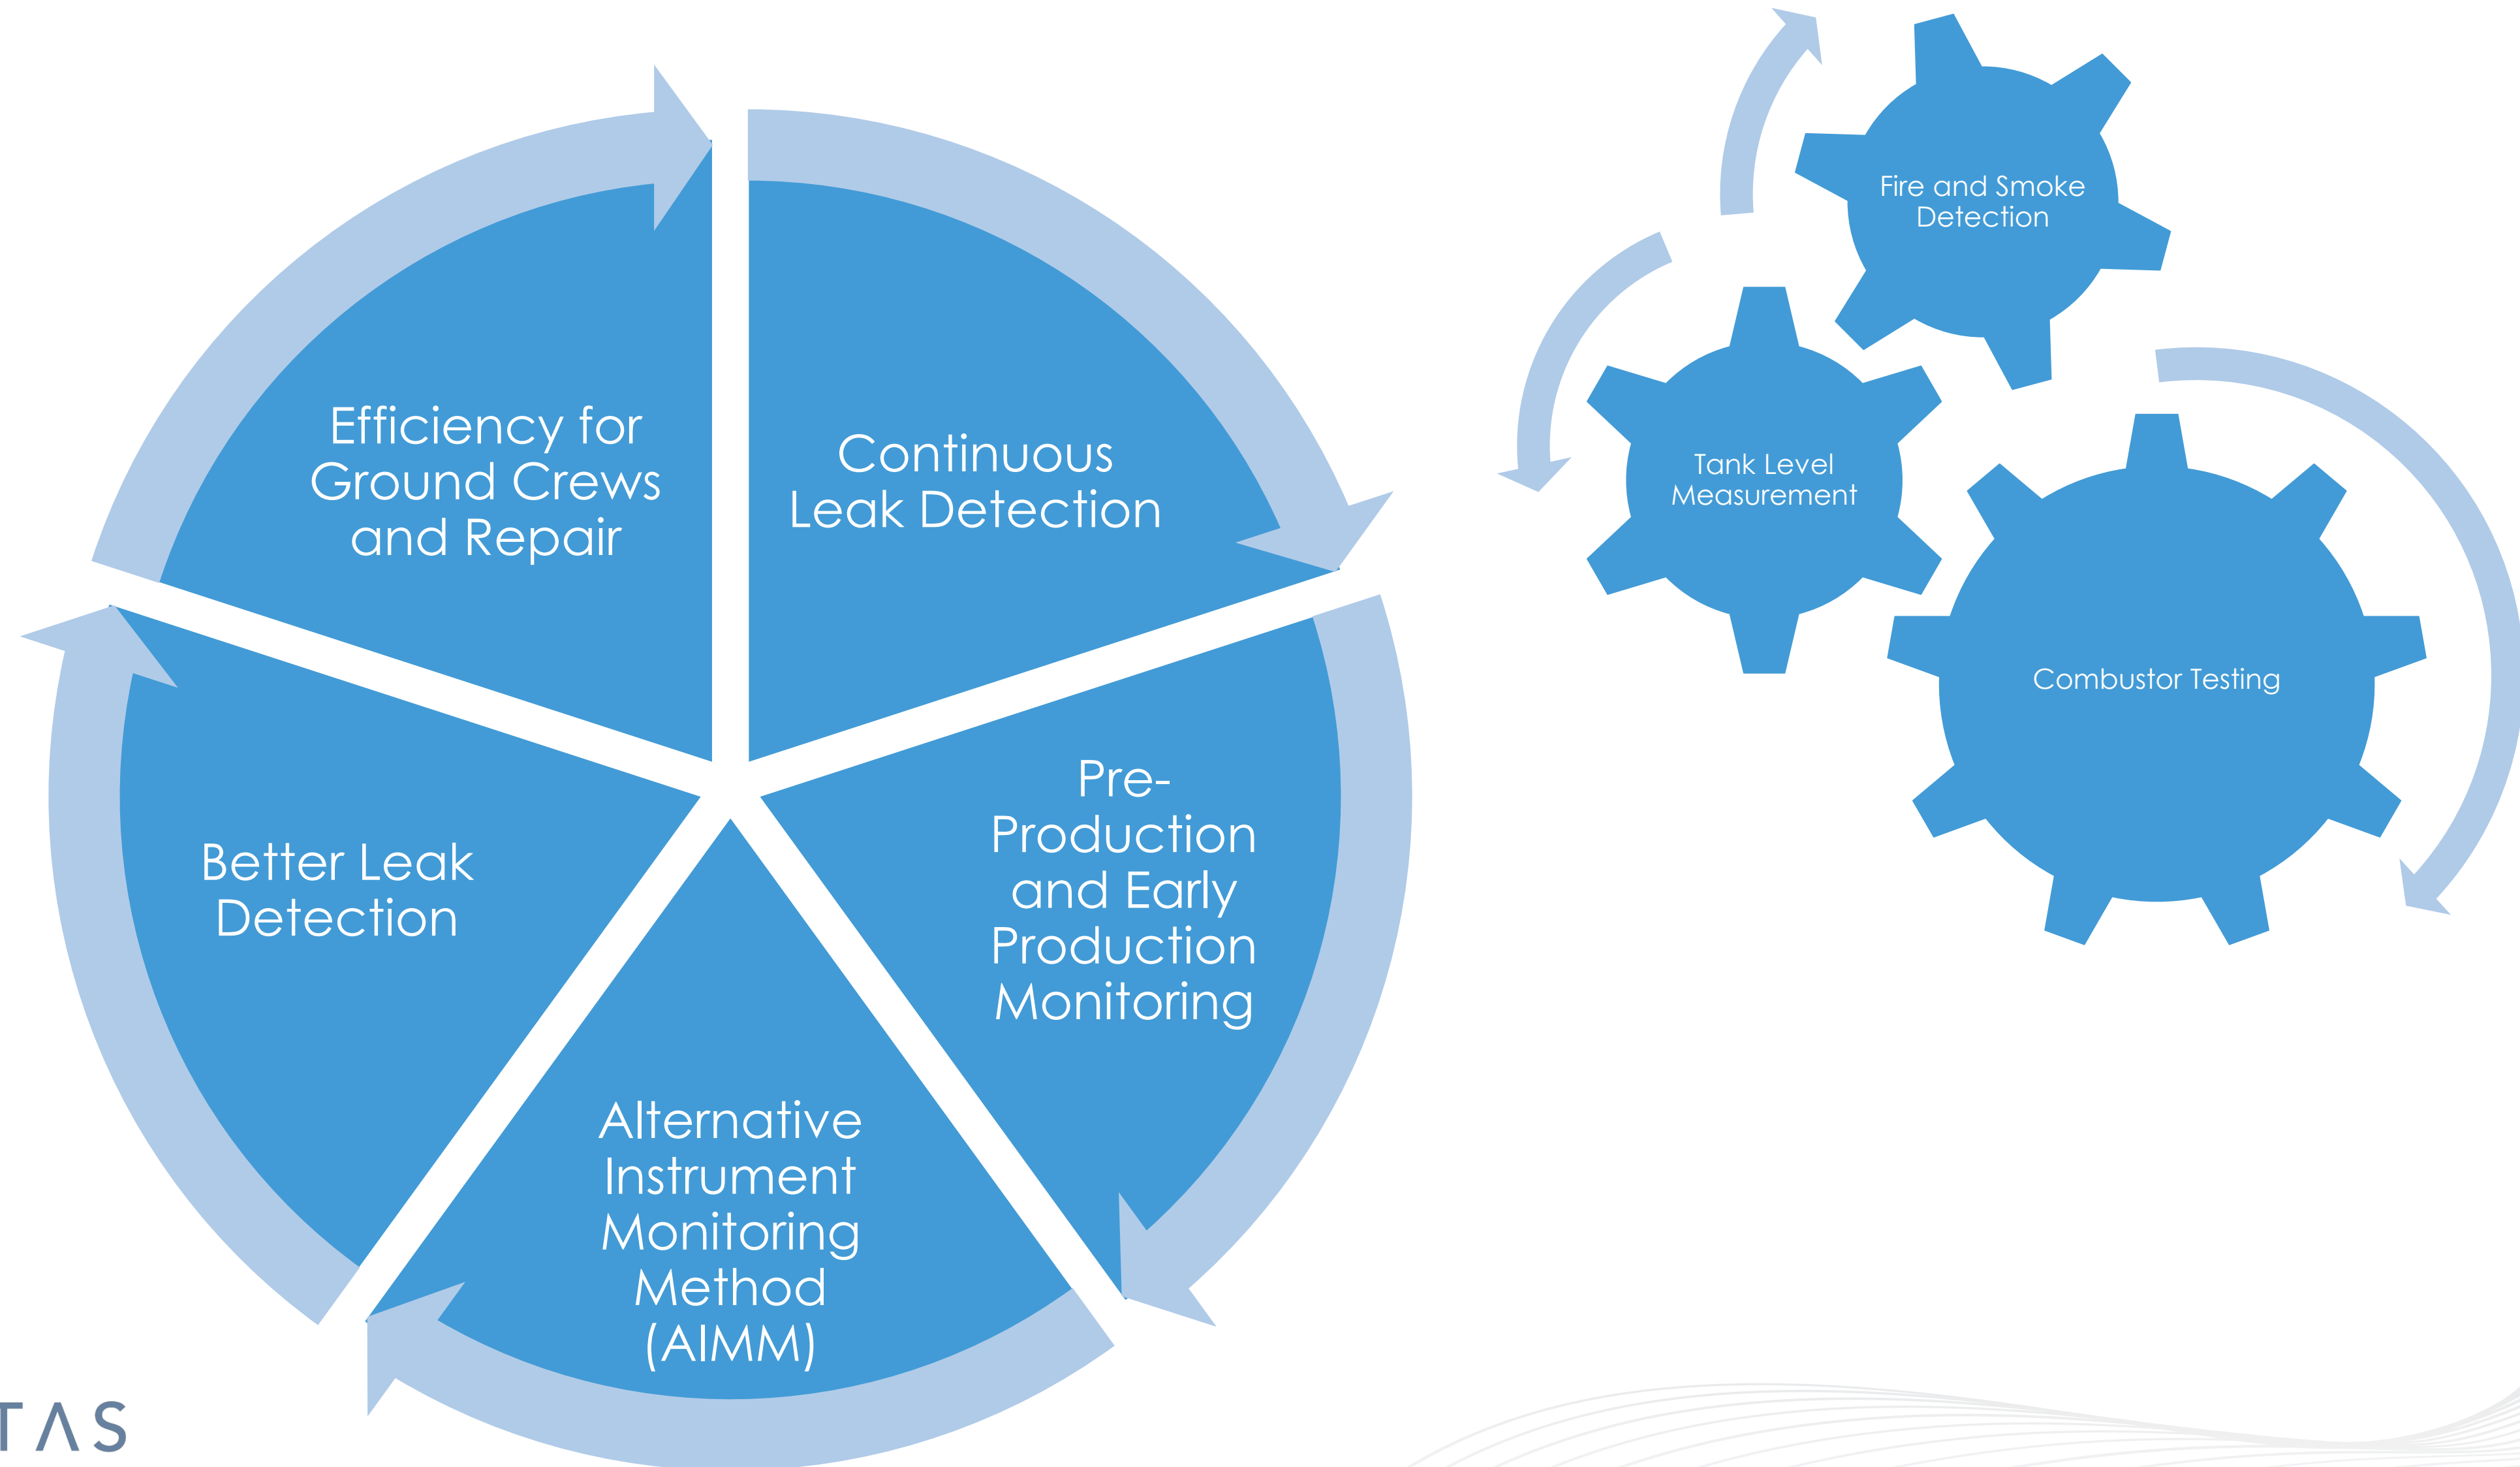 Efficiency for
Ground Crews
and Repair
Continuous
Leak Detection
Pre-
Production
and Early
Production
Monitoring
Alternative
Instrument
Monitoring
Method
(AIMM)
Better Leak
Detection
Fire and Smoke
Detection
Tank Level
Measurement
Combustor Testing